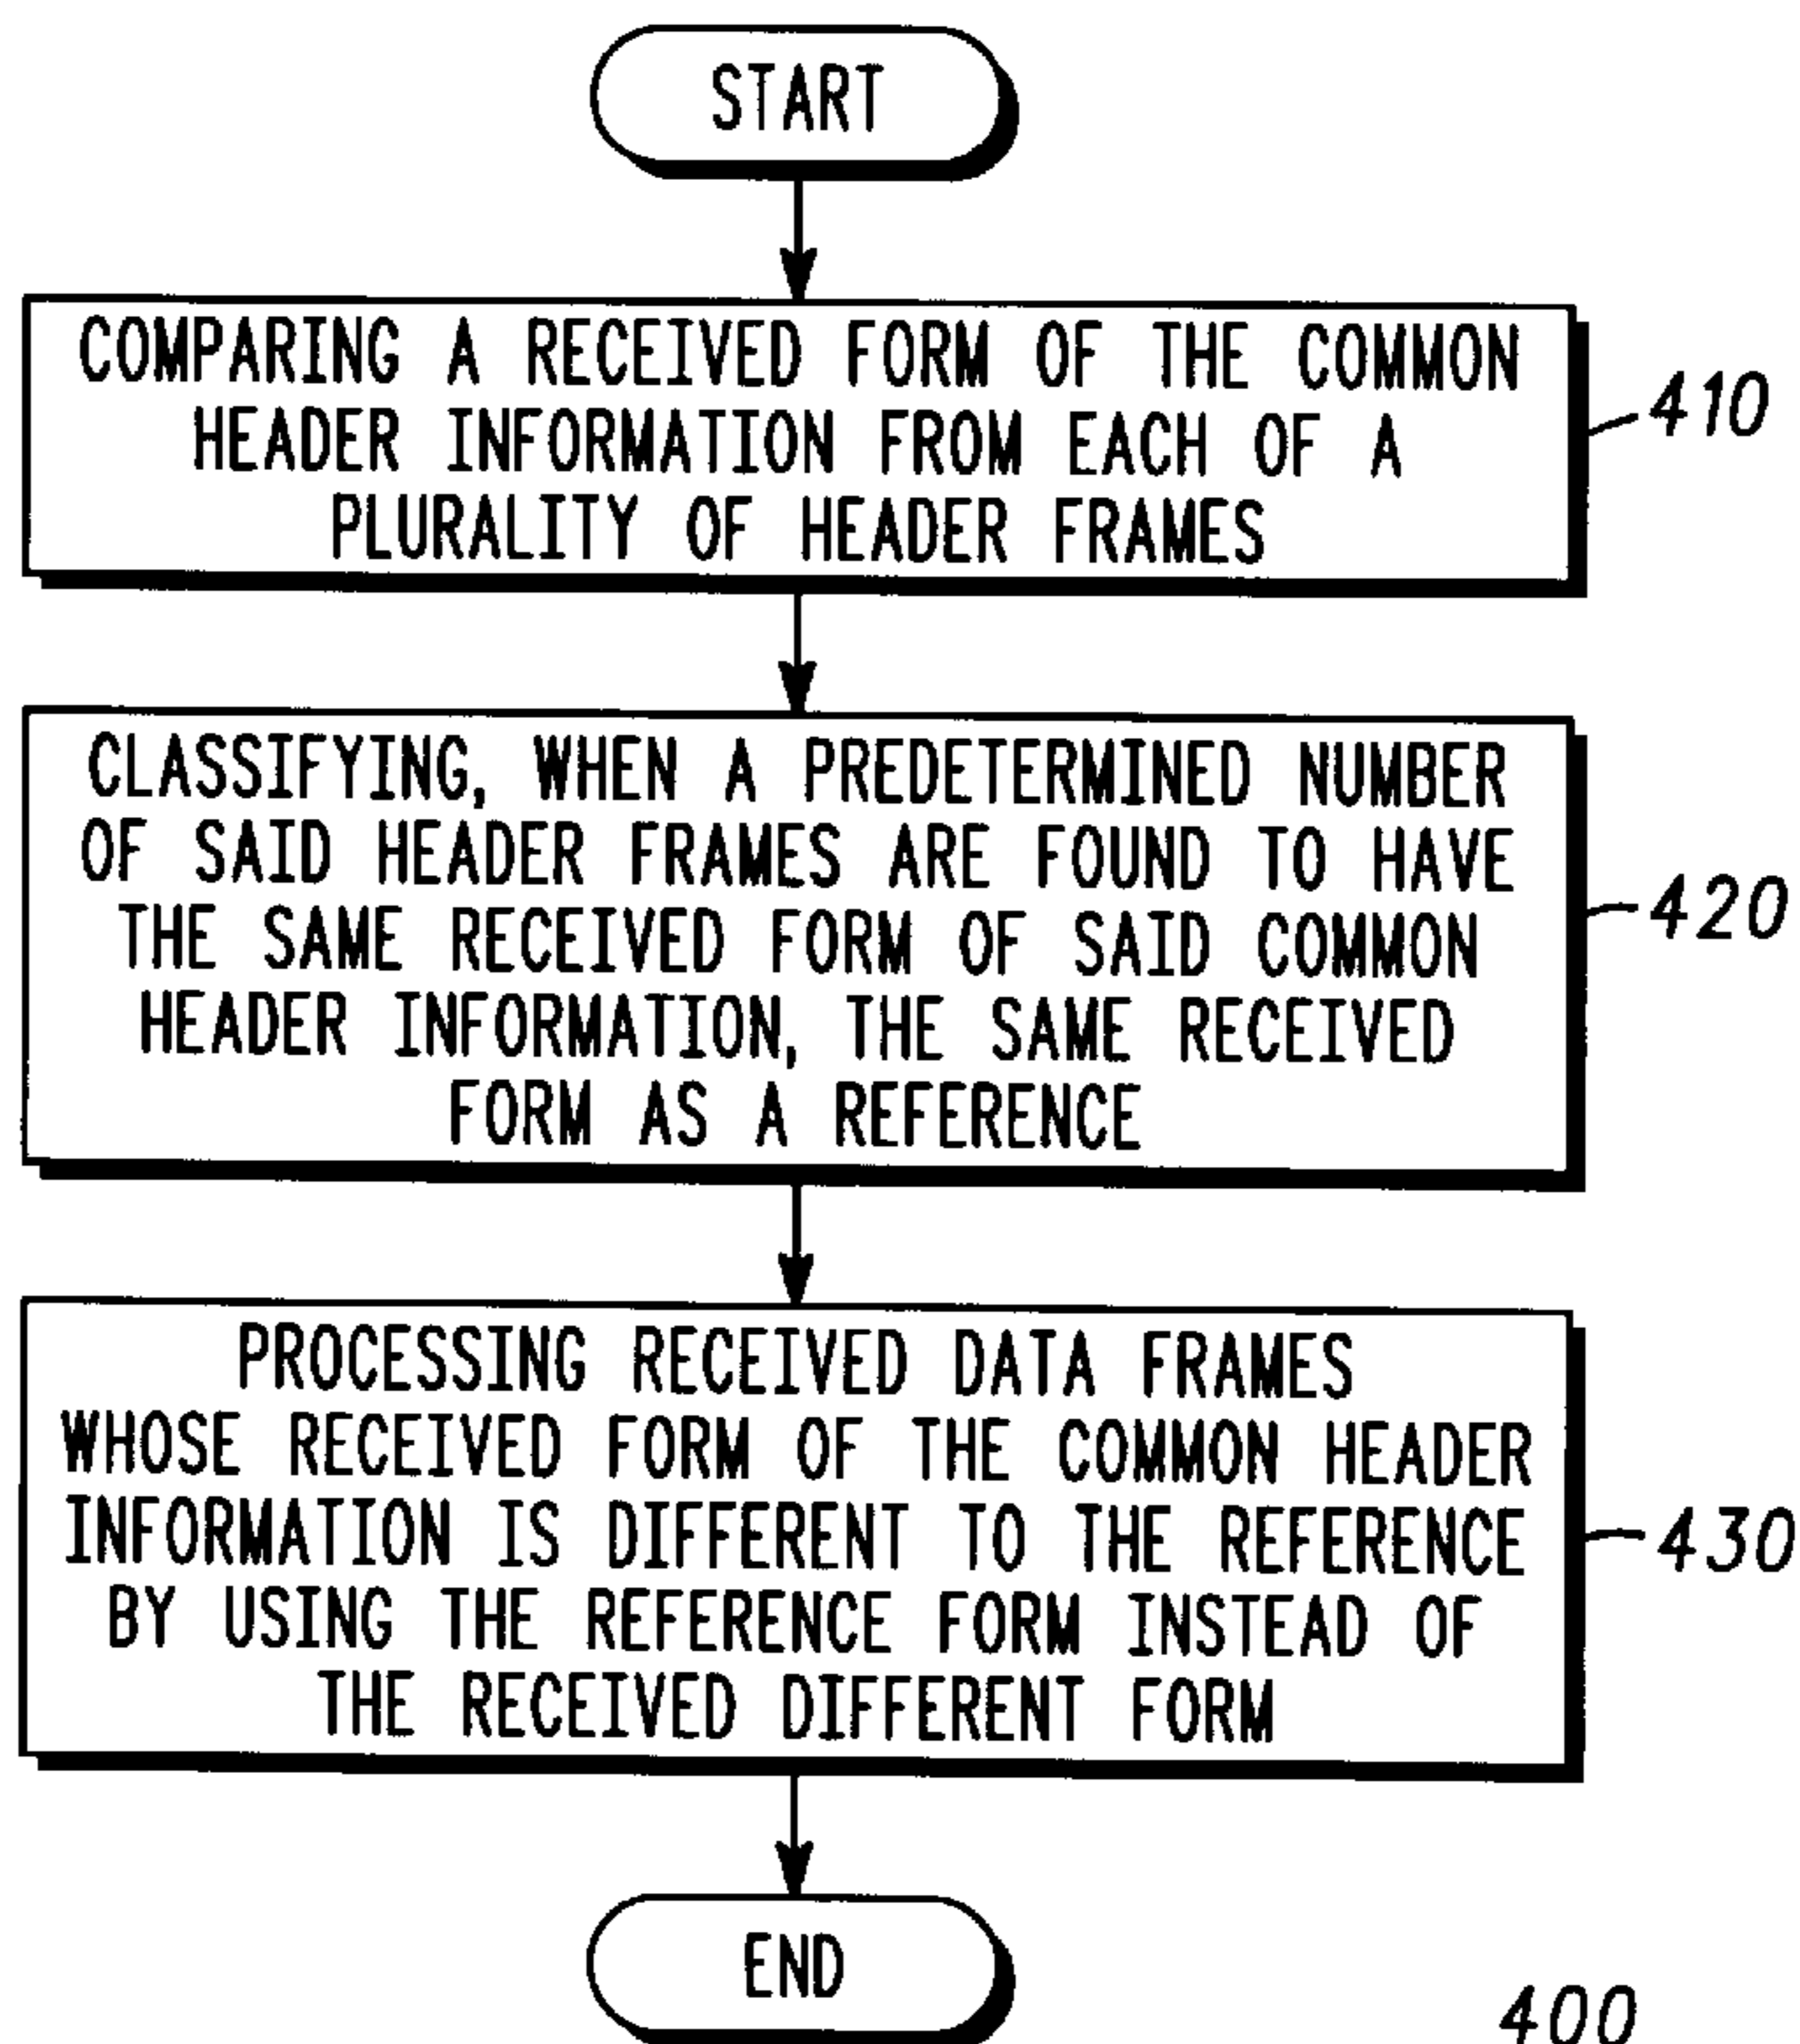 START
COMPARING A RECEIVED FORM OF THE COMMON
HEADER INFORMATION FROM EACH OF A
PLURALITY OF HEADER FRAMES
410
CLASSIFYING, WHEN A PREDETERMINED NUMBER
OF SAID HEADER FRAMES ARE FOUND TO HAVE
THE SAME RECEIVED FORM OF SAID COMMON
HEADER INFORMATION, THE SAME RECEIVED
FORM AS A REFERENCE
420
PROCESSING RECEIVED DATA FRAMES
WHOSE RECEIVED FORM OF THE COMMON HEADER
INFORMATION IS DIFFERENT TO THE REFERENCE
BY USING THE REFERENCE FORM INSTEAD OF
THE RECEIVED DIFFERENT FORM
430
END
400